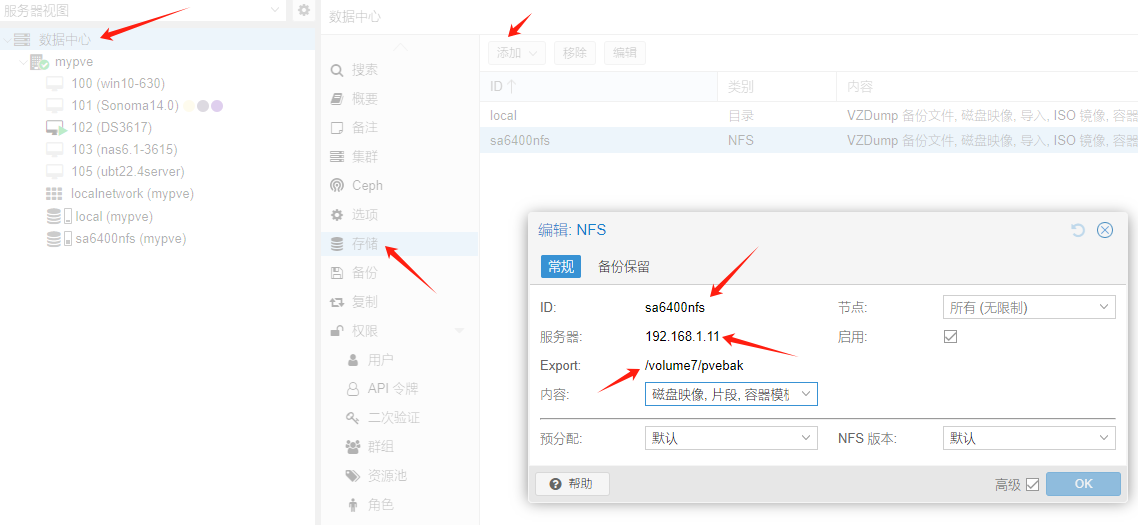 服务器视图
数据中心
mypve
100 (win10-630)
101 (Sonoma14.0)
102 (DS3617)
103 (nas6.1-3615)
105 (ubt22.4server)
localnetwork (mypve)
local (mypve)
sa6400nfs (mypve)
数据中心
搜索
概要
备注
集群
Ceph
选项
存储
备份
复制
权限
用户
API 令牌
二次验证
群组
资源池
角色
添加 移除 编辑
ID 类别 内容
local 目录 VZDump 备份文件, 磁盘映像, 导入, ISO 镜像, 容器
sa6400nfs NFS VZDump 备份文件, 磁盘映像, 导入, ISO 镜像, 容器
编辑: NFS
常规 备份保留
ID: sa6400nfs 节点: 所有 (无限制)
服务器: 192.168.1.11 启用:
Export: /volume7/pvebak
内容: 磁盘映像, 片段, 容器模板
预分配: 默认 NFS 版本: 默认
帮助 高级 OK